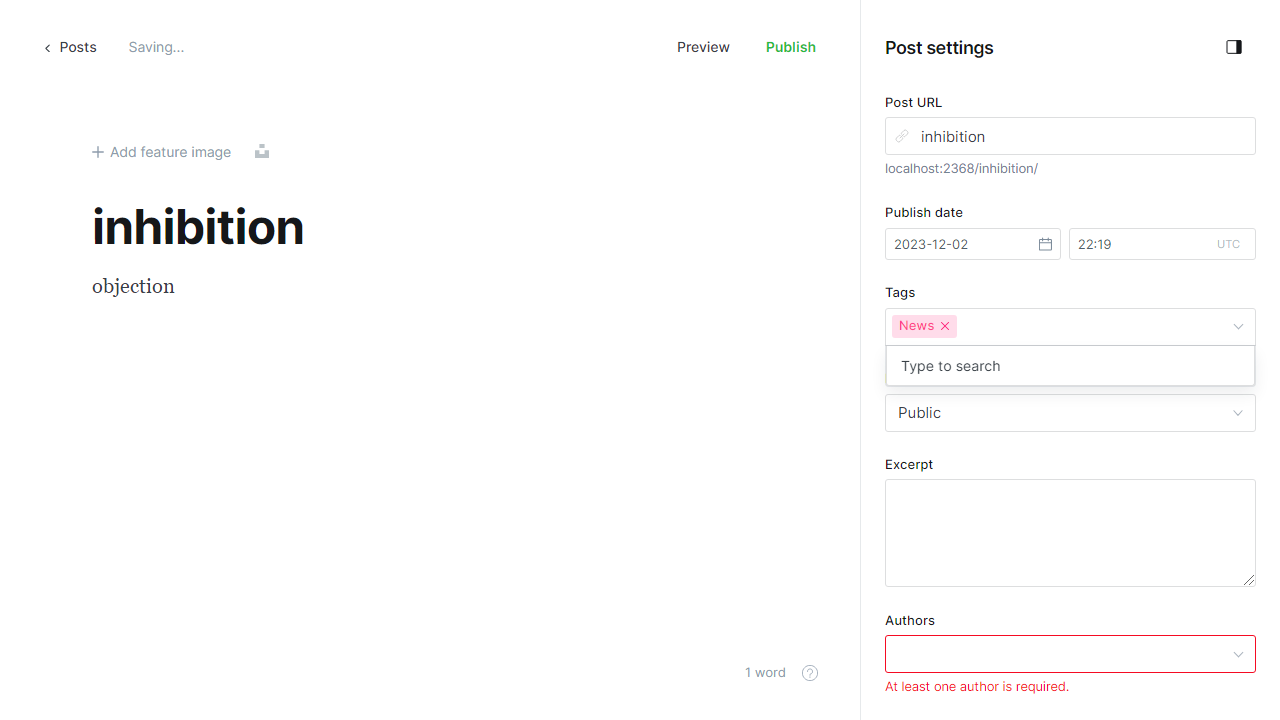 Posts
Saving...
Preview
Publish
Post settings
Post URL
inhibition
localhost:2368/inhibition/
Add feature image
inhibition
objection
Publish date
2023-12-02
22:19
UTC
Tags
News
Type to search
Public
Excerpt
Authors
At least one author is required.
1 word
?